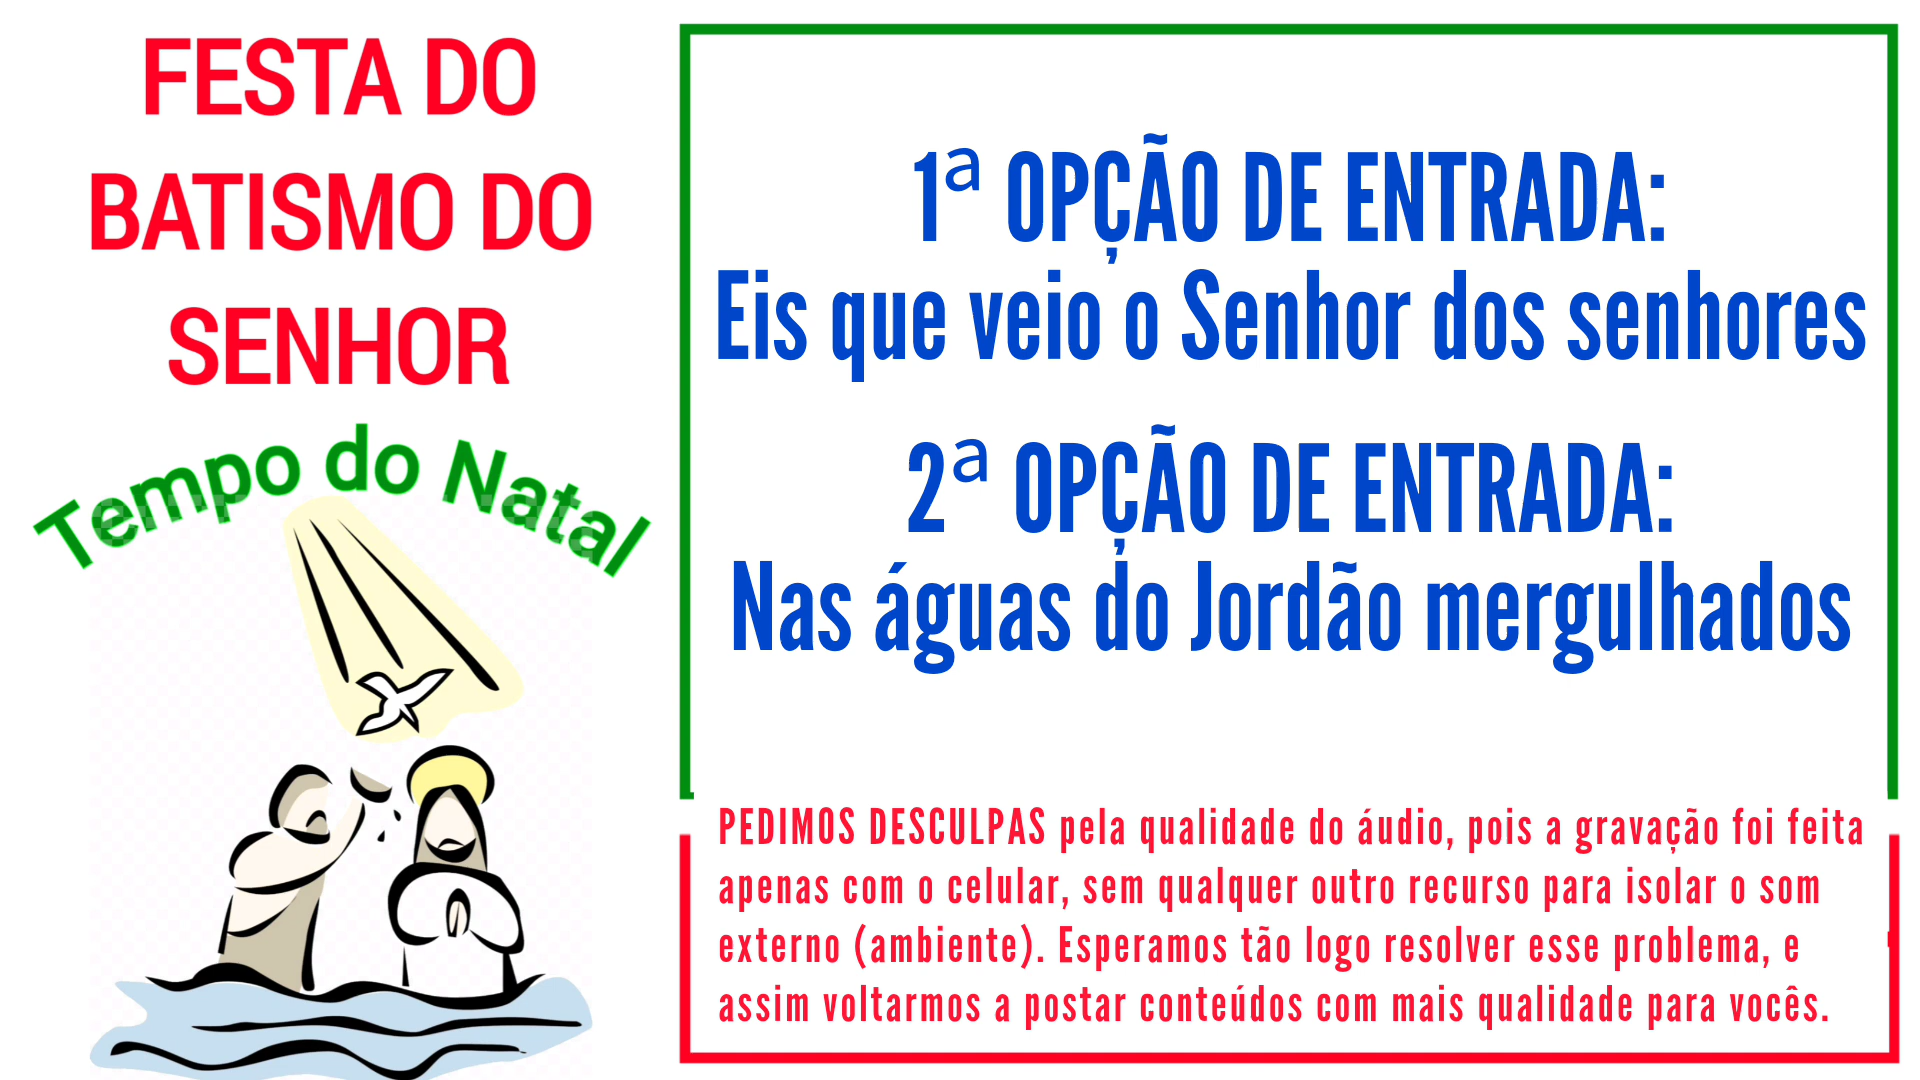 FESTA DO
BATISMO DO
SENHOR
Tempo do Natal
1ª OPÇÃO DE ENTRADA:
Eis que veio o Senhor dos senhores
2ª OPÇÃO DE ENTRADA:
Nas águas do Jordão mergulhados
PEDIMOS DESCULPAS pela qualidade do áudio, pois a gravação foi feita
apenas com o celular, sem qualquer outro recurso para isolar o som
externo (ambiente). Esperamos tão logo resolver esse problema, e
assim voltarmos a postar conteúdos com mais qualidade para vocês.